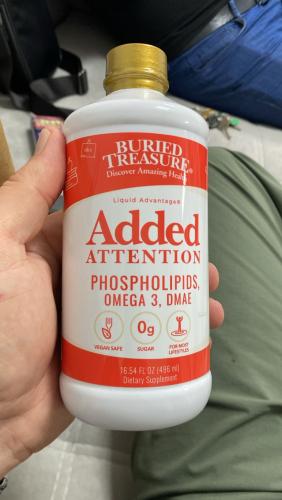 BURIED
TREASURE®
Discover Amazing Health
Liquid Advantage®
Added
ATTENTION
PHOSPHOLIPIDS,
OMEGA 3, DMAE
0g
VEGAN SAFE
SUGAR
FOR MOST
LIFESTYLES
16.54 FL OZ (496 ml)
Dietary Supplement